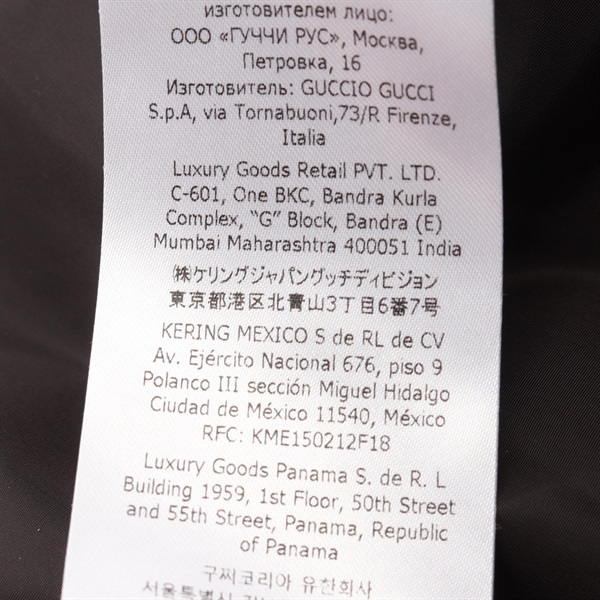 изготовителем лицо:
ООО «ГУЧЧИ РУС», Москва,
Петровка, 16
Изготовитель: GUCCIO GUCCI
S.p.A, via Tornabuoni,73/R Firenze,
Italia
Luxury Goods Retail PVT. LTD.
C-601, One BKC, Bandra Kurla
Complex, “G” Block, Bandra (E)
Mumbai Maharashtra 400051 India
㈱ケリングジャパングッチディビジョン
東京都港区北青山3丁目6番7号
KERING MEXICO S de RL de CV
Av. Ejército Nacional 676, piso 9
Polanco III sección Miguel Hidalgo
Ciudad de México 11540, México
RFC: KME150212F18
Luxury Goods Panama S. de R. L
Building 1959, 1st Floor, 50th Street
and 55th Street, Panama, Republic
of Panama
구찌코리아 유한회사
서울특별시